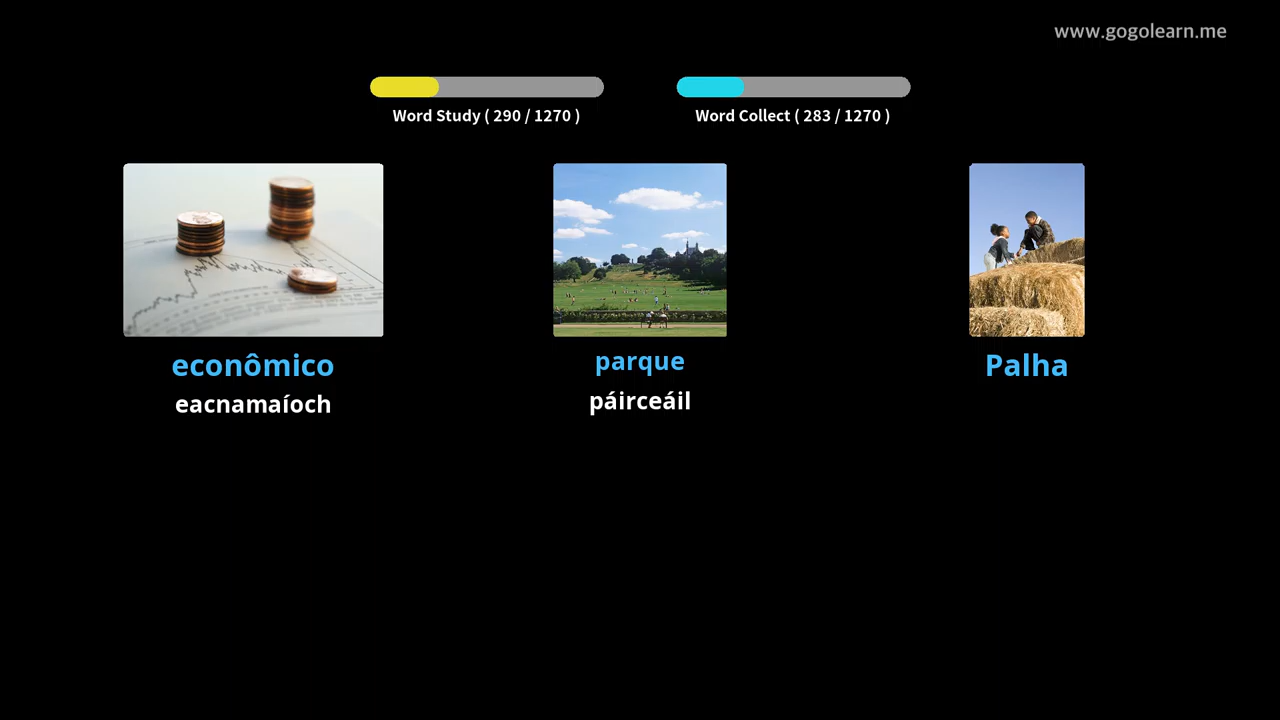 www.gogolearn.me
Word Study ( 290 / 1270 )
Word Collect ( 283 / 1270 )
econômico
eacnamaíoch
parque
páirceáil
Palha